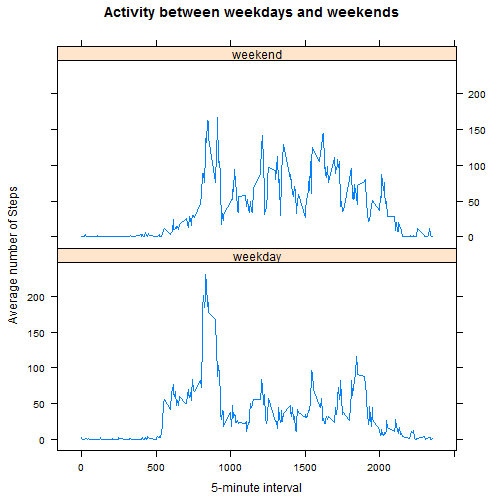 Activity between weekdays and weekends
weekend
200
150
100
50
0
weekday
200
150
100
50
0
0 500 1000 1500 2000
5-minute interval
Average number of Steps